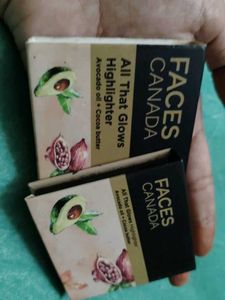 FACES
CANADA
All That Glows
Highlighter
Avocado oil + Cocoa butter
FACES
CANADA
All That Glows Highlighter
Avocado oil + Cocoa butter